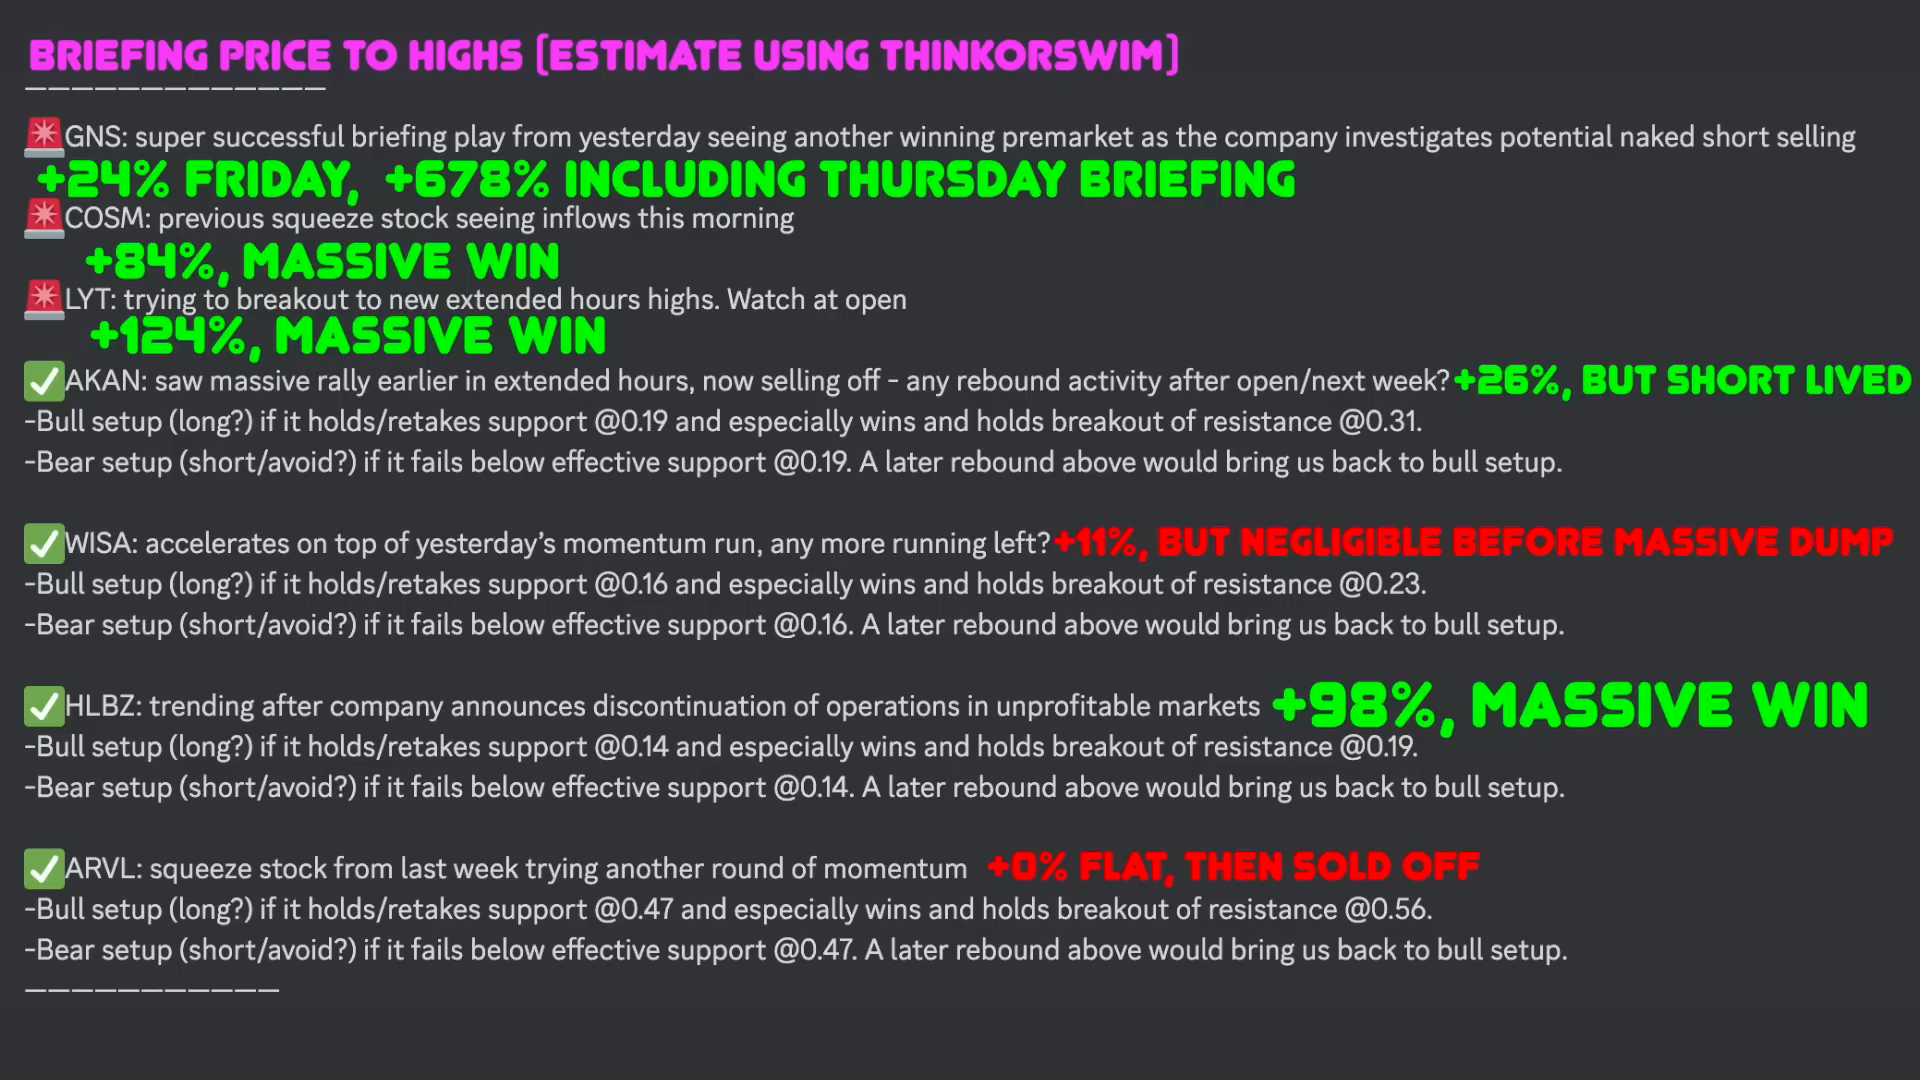 BRIEFING PRICE TO HIGHS [ESTIMATE USING THINKORSWIM]
—————————————
🚨GNS: super successful briefing play from yesterday seeing another winning premarket as the company investigates potential naked short selling
+24% FRIDAY, +678% INCLUDING THURSDAY BRIEFING
🚨COSM: previous squeeze stock seeing inflows this morning
+84%, MASSIVE WIN
🚨LYT: trying to breakout to new extended hours highs. Watch at open
+124%, MASSIVE WIN
✅AKAN: saw massive rally earlier in extended hours, now selling off - any rebound activity after open/next week? +26%, BUT SHORT LIVED
-Bull setup (long?) if it holds/retakes support @0.19 and especially wins and holds breakout of resistance @0.31.
-Bear setup (short/avoid?) if it fails below effective support @0.19. A later rebound above would bring us back to bull setup.
✅WISA: accelerates on top of yesterday’s momentum run, any more running left? +11%, BUT NEGLIGIBLE BEFORE MASSIVE DUMP
-Bull setup (long?) if it holds/retakes support @0.16 and especially wins and holds breakout of resistance @0.23.
-Bear setup (short/avoid?) if it fails below effective support @0.16. A later rebound above would bring us back to bull setup.
✅HLBZ: trending after company announces discontinuation of operations in unprofitable markets +98%, MASSIVE WIN
-Bull setup (long?) if it holds/retakes support @0.14 and especially wins and holds breakout of resistance @0.19.
-Bear setup (short/avoid?) if it fails below effective support @0.14. A later rebound above would bring us back to bull setup.
✅ARVL: squeeze stock from last week trying another round of momentum +0% FLAT, THEN SOLD OFF
-Bull setup (long?) if it holds/retakes support @0.47 and especially wins and holds breakout of resistance @0.56.
-Bear setup (short/avoid?) if it fails below effective support @0.47. A later rebound above would bring us back to bull setup.
———————————